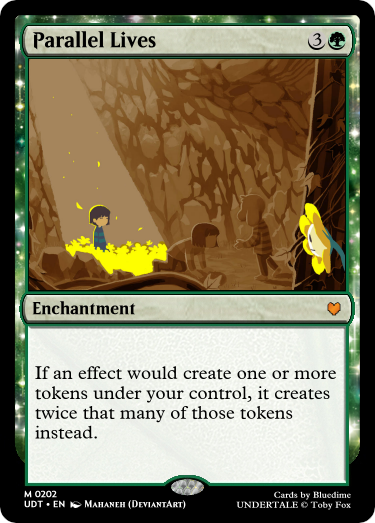 Parallel Lives 3
Enchantment
If an effect would create one or more
tokens under your control, it creates
twice that many of those tokens
instead.
M 0202 Cards by Bluedime
UDT • EN Mahaneh (DeviantArt) UNDERTALE © Toby Fox